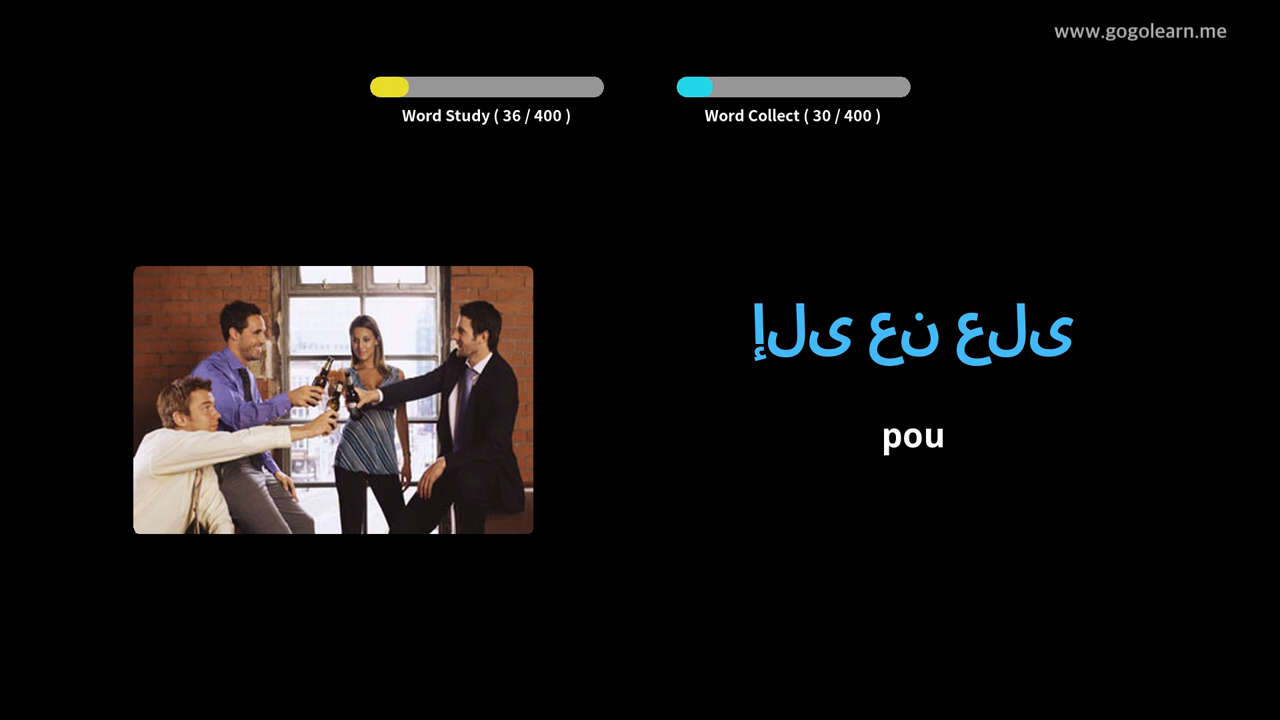 www.gogolearn.me
Word Study ( 36 / 400 )
Word Collect ( 30 / 400 )
إلى عن على
pou